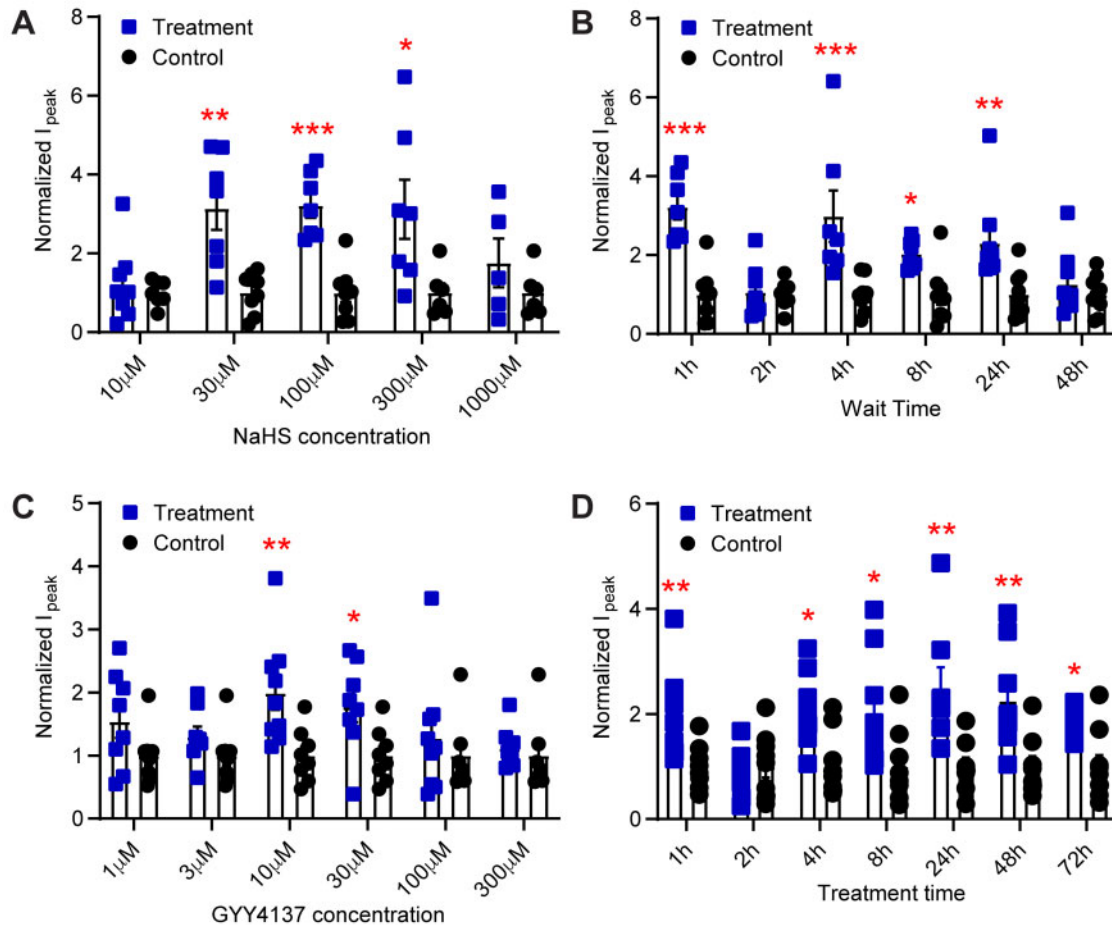 A
Treatment
Control
Normalized Ipeak
8
6
4
2
0
*
**
***
10µM
30µM
100µM
300µM
1000µM
NaHS concentration
B
Treatment
Control
Normalized Ipeak
8
6
4
2
0
***
***
*
**
1h
2h
4h
8h
24h
48h
Wait Time
C
Treatment
Control
Normalized Ipeak
5
4
3
2
1
0
**
*
1µM
3µM
10µM
30µM
100µM
300µM
GYY4137 concentration
D
Treatment
Control
Normalized Ipeak
6
4
2
0
**
*
*
**
**
*
1h
2h
4h
8h
24h
48h
72h
Treatment time